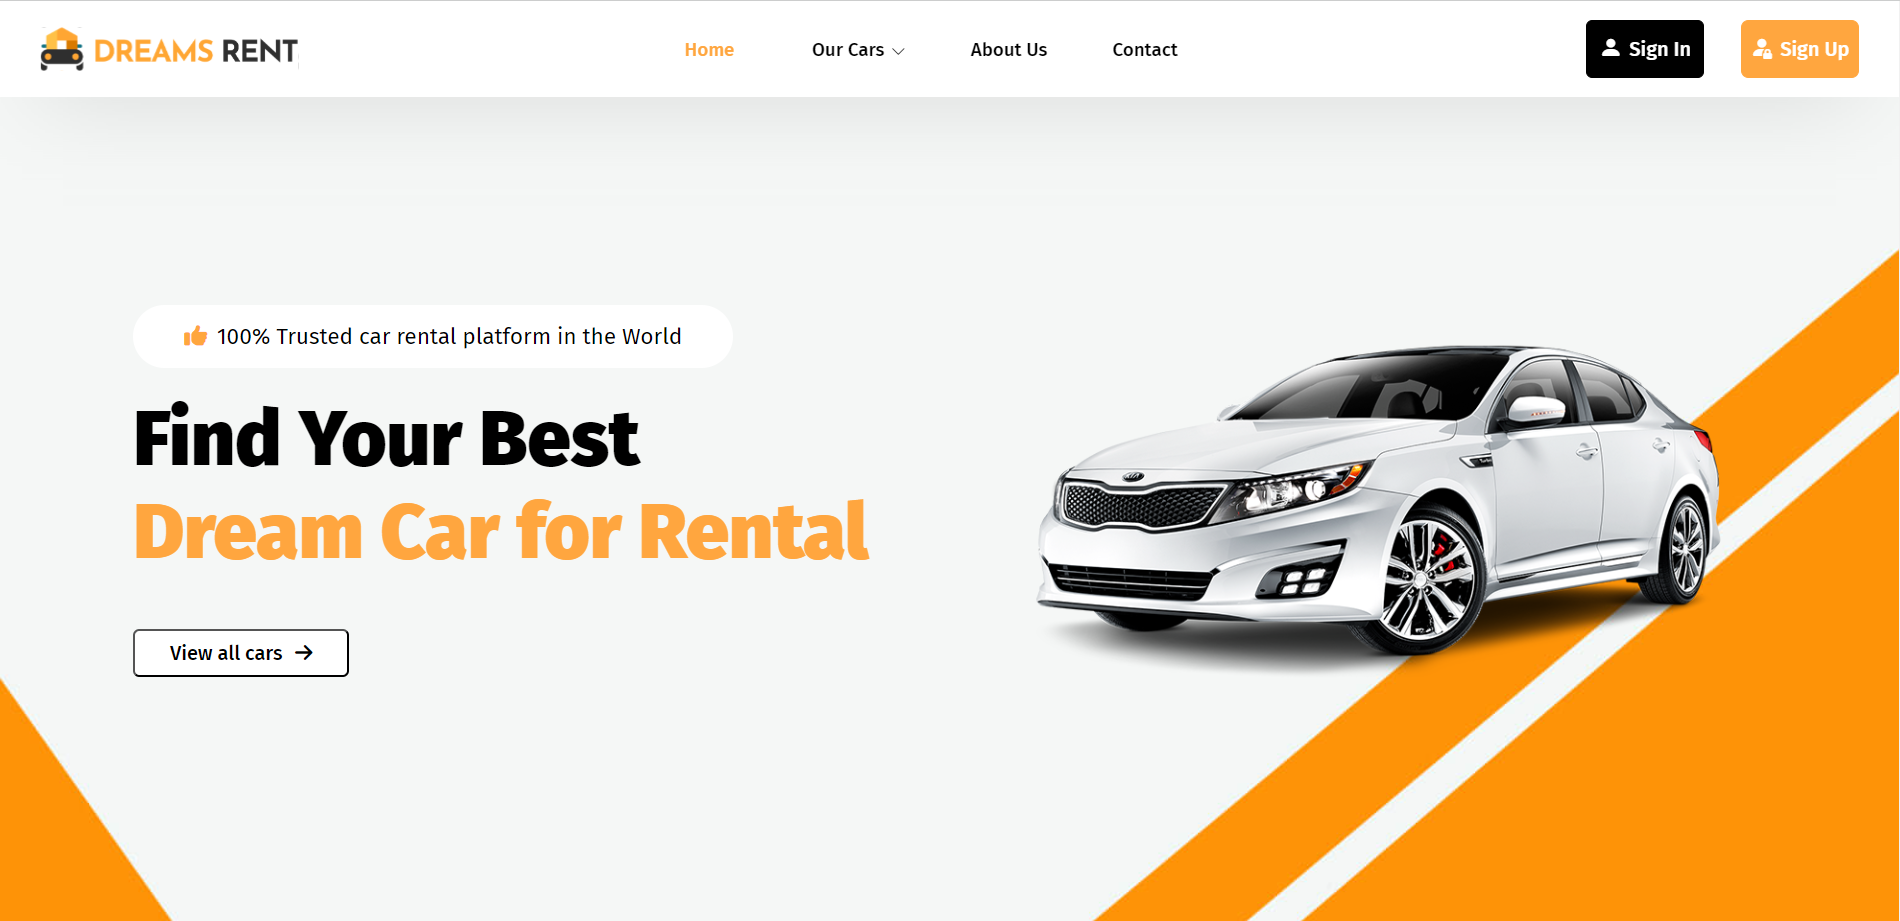 DREAMS RENT
Home
Our Cars
About Us
Contact
Sign In
Sign Up
100% Trusted car rental platform in the World
Find Your Best
Dream Car for Rental
View all cars
KIA